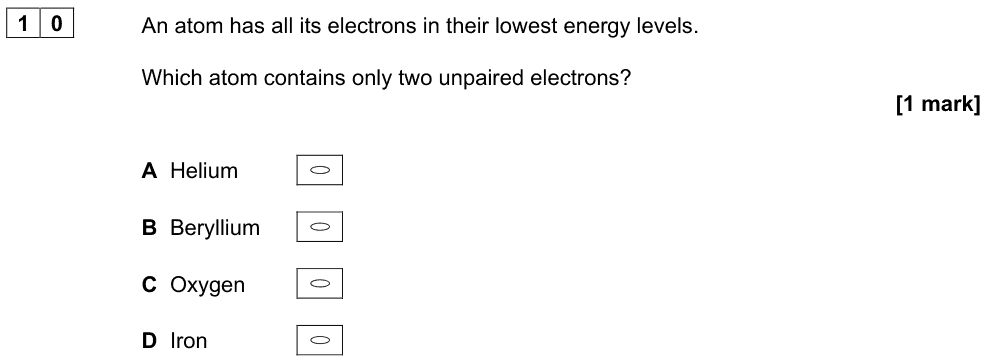 1 0 An atom has all its electrons in their lowest energy levels.
Which atom contains only two unpaired electrons?
[1 mark]
A Helium
B Beryllium
C Oxygen
D Iron